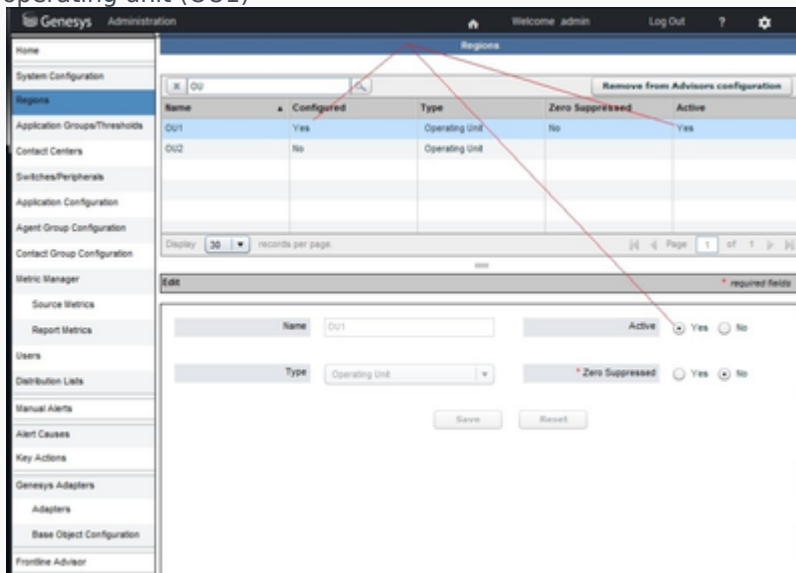 operating unit (OU1)
Genesys Administration Welcome admin Log Out ?
Home
System Configuration
Regions
Application Groups/Thresholds
Contact Centers
Switches/Peripherals
Application Configuration
Agent Group Configuration
Contact Group Configuration
Metric Manager
Source Metrics
Report Metrics
Users
Distribution Lists
Manual Alerts
Alert Causes
Key Actions
Genesys Adapters
Adapters
Base Object Configuration
Frontline Advisor
Regions
x OU Remove from Advisors configuration
Name Configured Type Zero Suppressed Active
OU1 Yes Operating Unit No Yes
OU2 No Operating Unit
Display 30 records per page. Page 1 of 1
Edit * required fields
Name OU1 Active Yes No
Type Operating Unit * Zero Suppressed Yes No
Save Reset